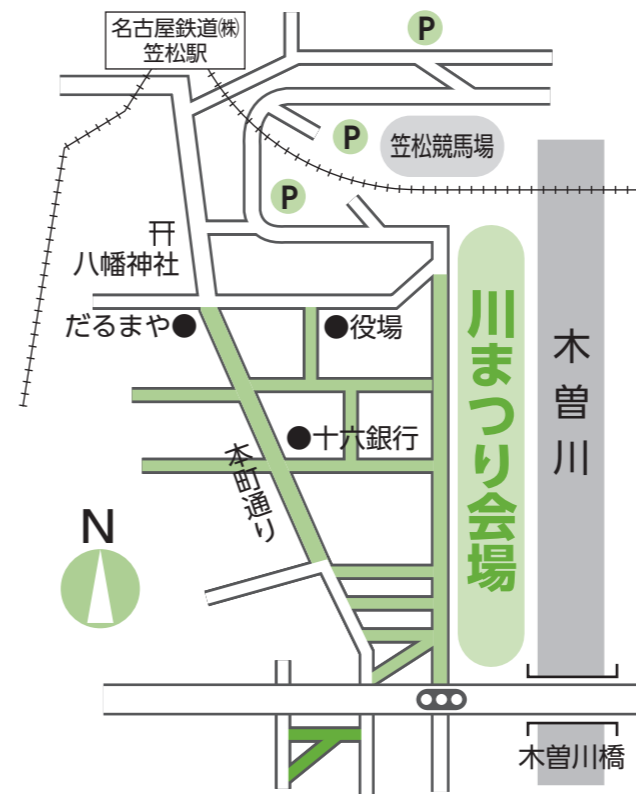 名古屋鉄道㈱
笠松駅
P
P
笠松競馬場
P
八幡神社
だるまや
役場
川まつり会場
木曽川
十六銀行
本町通り
N
木曽川橋